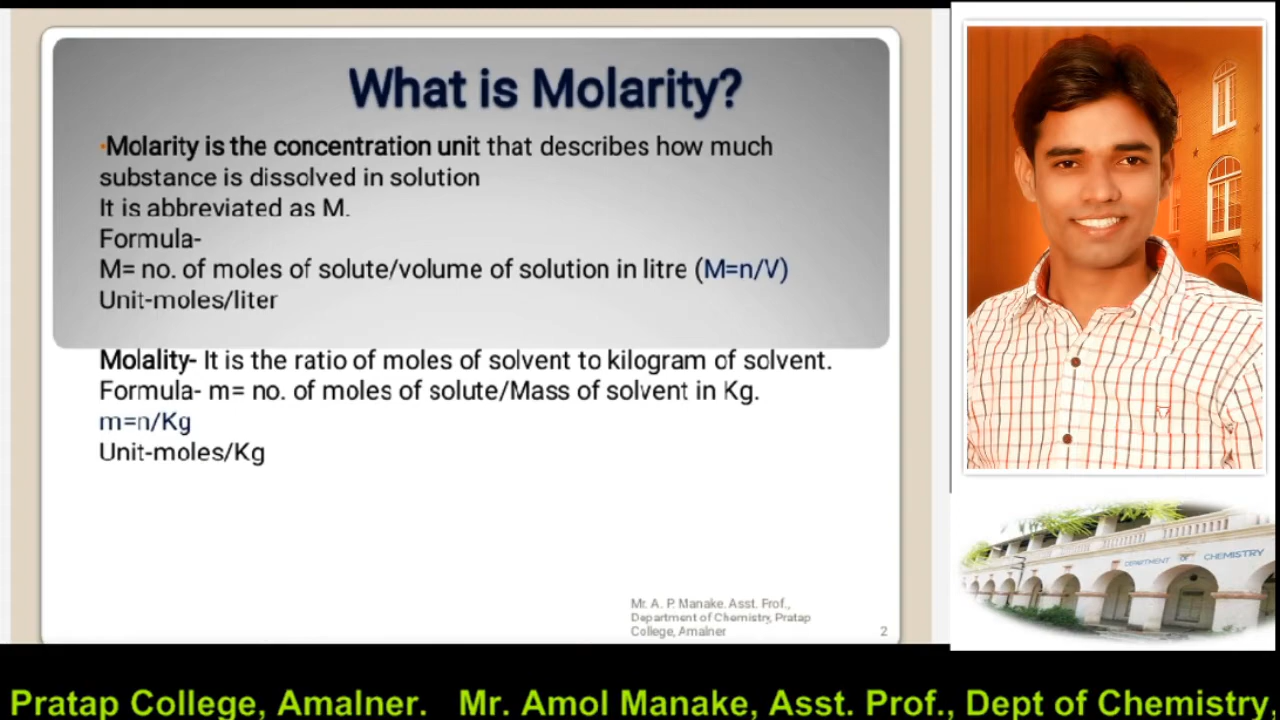 What is Molarity?
•Molarity is the concentration unit that describes how much
substance is dissolved in solution
It is abbreviated as M.
Formula-
M= no. of moles of solute/volume of solution in litre (M=n/V)
Unit-moles/liter
Molality- It is the ratio of moles of solvent to kilogram of solvent.
Formula- m= no. of moles of solute/Mass of solvent in Kg.
m=n/Kg
Unit-moles/Kg
Mr. A. P. Manake. Asst. Prof.,
Department of Chemistry, Pratap
College, Amalner
2
DEPARTMENT OF CHEMISTRY
Pratap College, Amalner. Mr. Amol Manake, Asst. Prof., Dept of Chemistry.